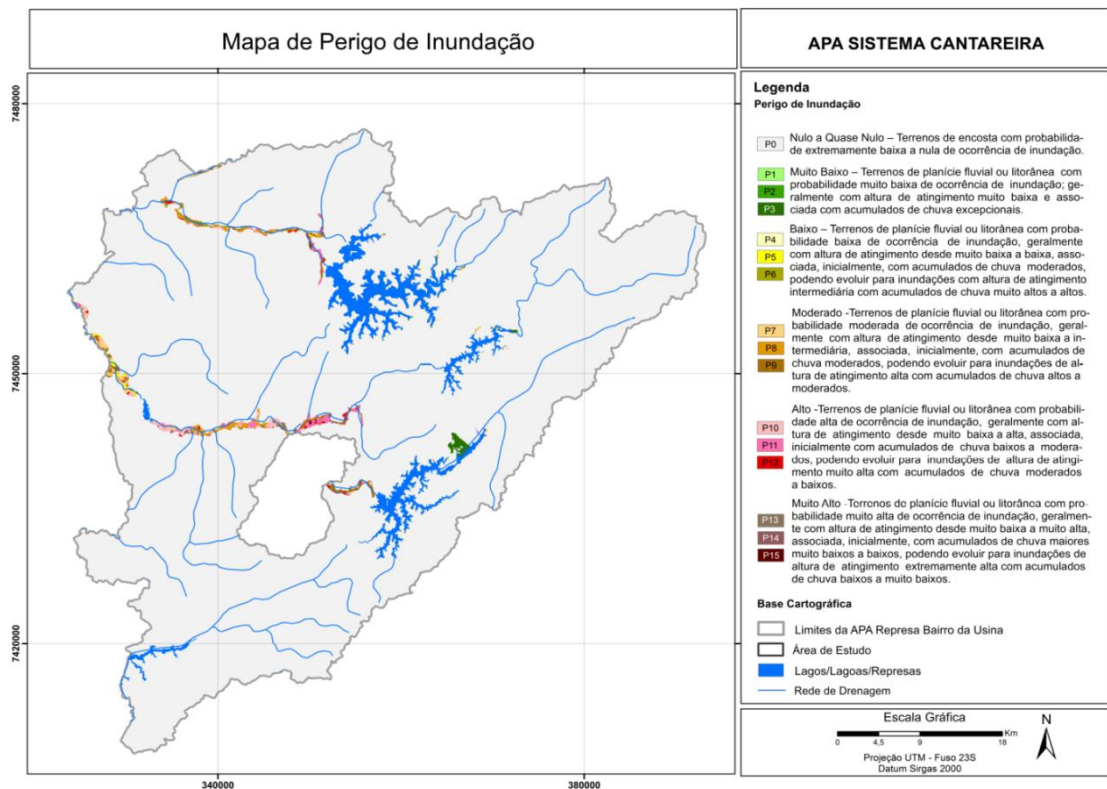 Mapa de Perigo de Inundação
APA SISTEMA CANTAREIRA
7480000
7450000
7420000
340000
380000
Legenda
Perigo de Inundação
P0
Nulo a Quase Nulo – Terrenos de encosta com probabilida-
de extremamente baixa a nula de ocorrência de inundação.
P1
P2
P3
Muito Baixo – Terrenos de planície fluvial ou litorânea com
probabilidade muito baixa de ocorrência de inundação; ge-
ralmente com altura de atingimento muito baixa e asso-
ciada com acumulados de chuva excepcionais.
P4
P5
P6
Baixo – Terrenos de planície fluvial ou litorânea com proba-
bilidade baixa de ocorrência de inundação, geralmente
com altura de atingimento desde muito baixa a baixa, asso-
ciada, inicialmente, com acumulados de chuva moderados,
podendo evoluir para inundações com altura de atingimento
intermediária com acumulados de chuva muito altos a altos.
P7
P8
P9
Moderado -Terrenos de planície fluvial ou litorânea com pro-
babilidade moderada de ocorrência de inundação, geral-
mente com altura de atingimento desde muito baixa a in-
termediária, associada, inicialmente, com acumulados de
chuva moderados, podendo evoluir para inundações de al-
tura de atingimento alta com acumulados de chuva altos a
moderados.
P10
P11
P12
Alto -Terrenos de planície fluvial ou litorânea com probabili-
dade alta de ocorrência de inundação, geralmente com al-
tura de atingimento desde muito baixa a alta, associada,
inicialmente com acumulados de chuva baixos a modera-
dos, podendo evoluir para inundações de altura de atingi-
mento muito alta com acumulados de chuva moderados
a baixos.
P13
P14
P15
Muito Alto -Terrenos de planície fluvial ou litorânea com pro-
babilidade muito alta de ocorrência de inundação, geralmen-
te com altura de atingimento desde muito baixa a muito alta,
associada, inicialmente, com acumulados de chuva maiores
muito baixos a baixos, podendo evoluir para inundações de
altura de atingimento extremamente alta com acumulados
de chuva baixos a muito baixos.
Base Cartográfica
Limites da APA Represa Bairro da Usina
Área de Estudo
Lagos/Lagoas/Represas
Rede de Drenagem
Escala Gráfica
N
Km
0 4,5 9 18
Projeção UTM - Fuso 23S
Datum Sirgas 2000